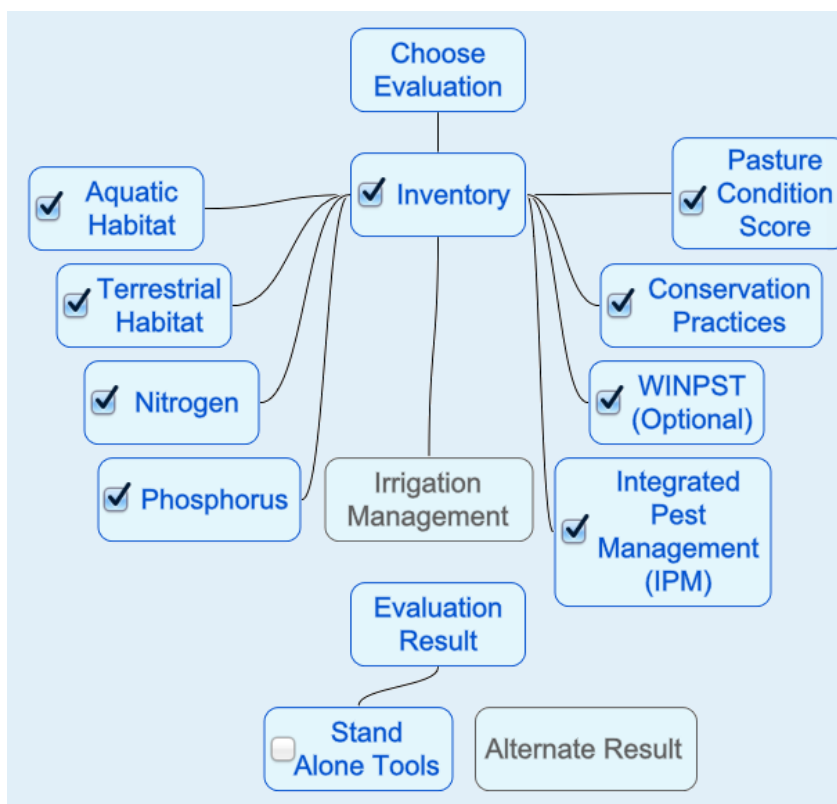 Choose
Evaluation
Inventory
Aquatic
Habitat
Terrestrial
Habitat
Nitrogen
Phosphorus
Irrigation
Management
Pasture
Condition
Score
Conservation
Practices
WINPST
(Optional)
Integrated
Pest
Management
(IPM)
Evaluation
Result
Stand
Alone Tools
Alternate Result